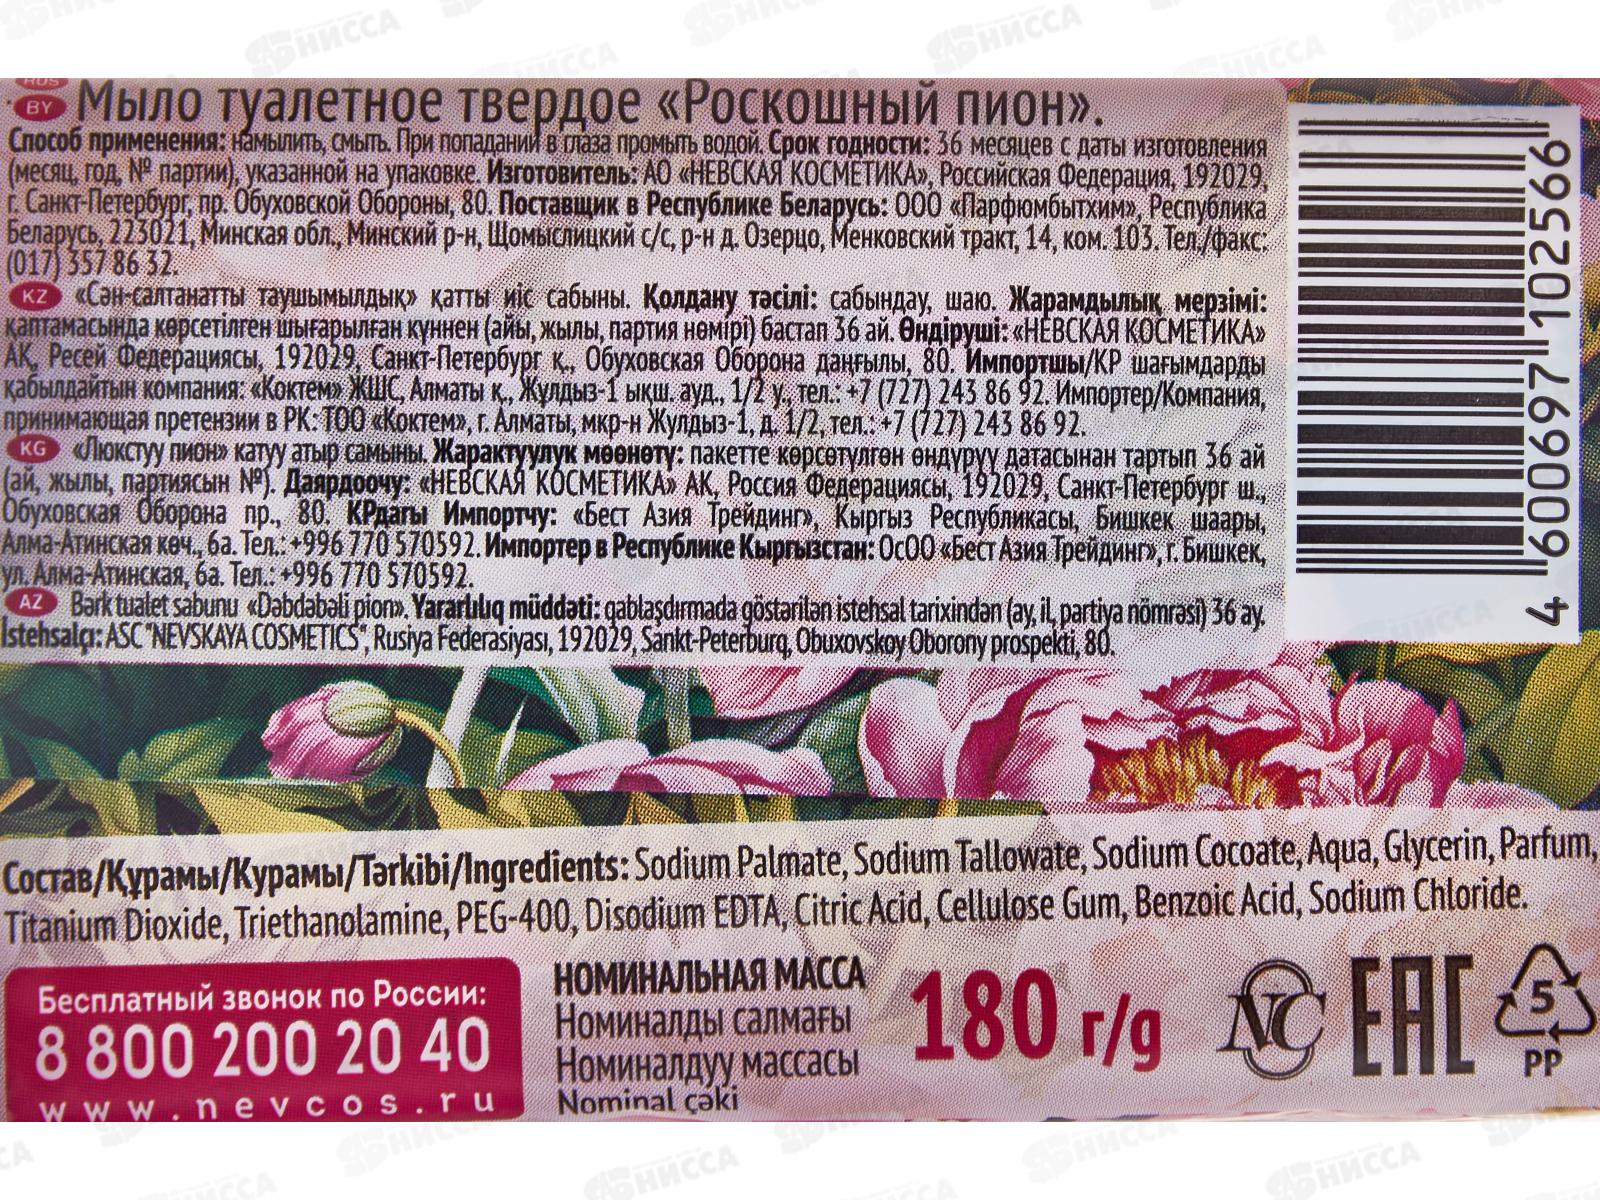 RUS
BY Мыло туалетное твердое «Роскошный пион».
Способ применения: намылить, смыть. При попадании в глаза промыть водой. Срок годности: 36 месяцев с даты изготовления
(месяц, год, № партии), указанной на упаковке. Изготовитель: АО «НЕВСКАЯ КОСМЕТИКА», Российская Федерация, 192029,
г. Санкт-Петербург, пр. Обуховской Обороны, 80. Поставщик в Республике Беларусь: ООО «Парфюмбытхим», Республика
Беларусь, 223021, Минская обл., Минский р-н, Щомыслицкий с/с, р-н д. Озерцо, Менковский тракт, 14, ком. 103. Тел./факс:
(017) 357 86 32.
KZ «Сән-салтанатты таушымылдық» қатты иіс сабыны. Қолдану тәсілі: сабындау, шаю. Жарамдылық мерзімі:
қаптамасында көрсетілген шығарылған күннен (айы, жылы, партия нөмірі) бастап 36 ай. Өндіруші: «НЕВСКАЯ КОСМЕТИКА»
АҚ, Ресей Федерациясы, 192029, Санкт-Петербург қ., Обуховская Оборона даңғылы, 80. Импортшы/ҚР шағымдарды
қабылдайтын компания: «Коктем» ЖШС, Алматы қ., Жұлдыз-1 ықш. ауд., 1/2 у., тел.: +7 (727) 243 86 92. Импортер/Компания,
принимающая претензии в РК: ТОО «Коктем», г. Алматы, мкр-н Жулдыз-1, д. 1/2, тел.: +7 (727) 243 86 92.
KG «Люкстуу пион» катуу атыр самыны. Жарактуулук мөөнөтү: пакетте көрсөтүлгөн өндүрүү датасынан тартып 36 ай
(ай, жылы, партиясын №). Даярдоочу: «НЕВСКАЯ КОСМЕТИКА» АК, Россия Федерациясы, 192029, Санкт-Петербург ш.,
Обуховская Оборона пр., 80. КРдагы Импортчу: «Бест Азия Трейдинг», Кыргыз Республикасы, Бишкек шаары,
Алма-Атинская көч., 6а. Тел.: +996 770 570592. Импортер в Республике Кыргызстан: ОсОО «Бест Азия Трейдинг», г. Бишкек,
ул. Алма-Атинская, 6а. Тел.: +996 770 570592.
AZ Bərk tualet sabunu «Dəbdəbəli pion». Yararlılıq müddəti: qablaşdırmada göstərilən istehsal tarixindən (ay, il, partiya nömrəsi) 36 ay.
İstehsalçı: ASC "NEVSKAYA COSMETICS", Rusiya Federasiyası, 192029, Sankt-Peterburq, Obuxovskoy Oborony prospekti, 80.
4 600697 102566
Состав/Құрамы/Курамы/Tərkibi/Ingredients: Sodium Palmate, Sodium Tallowate, Sodium Cocoate, Aqua, Glycerin, Parfum,
Titanium Dioxide, Triethanolamine, PEG-400, Disodium EDTA, Citric Acid, Cellulose Gum, Benzoic Acid, Sodium Chloride.
Бесплатный звонок по России:
8 800 200 20 40
www.nevcos.ru
НОМИНАЛЬНАЯ МАССА
Номиналды салмағы
Номиналдуу массасы
Nominal çəki
180 г/g
NC
EAC
5
PP
БНИССА